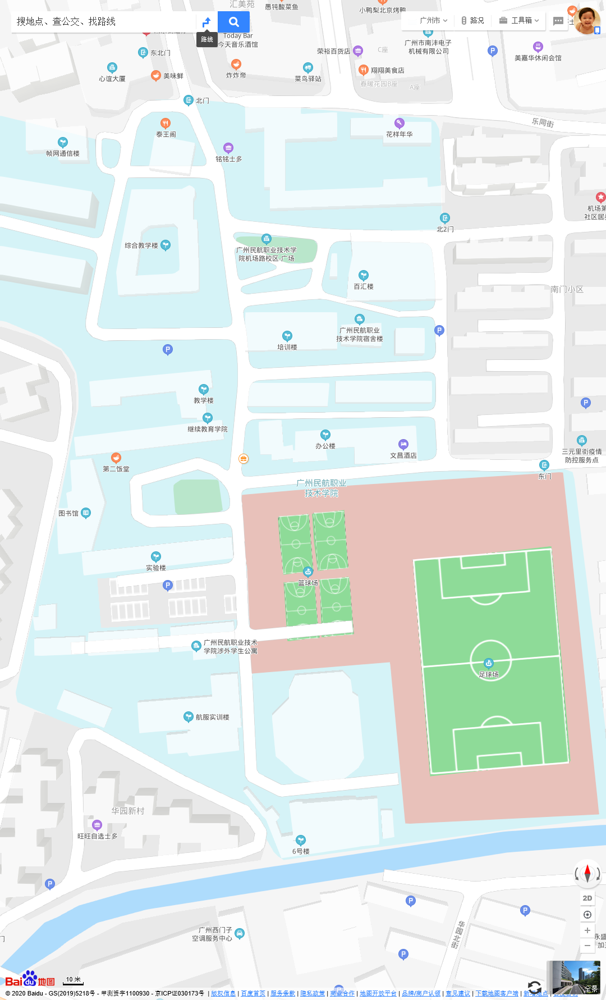 汇美苑
愚钝酸菜鱼
小鸭梨北京烤鸭
搜地点、查公交、找路线
路线
广州市
路况
工具箱
Today Bar
今天音乐酒馆
东北门
荣裕百货店
C座
广州市南沣电子
机械有限公司
美嘉华休闲会馆
心谊大厦
美味鲜
炸炸帝
菜鸟驿站
翔翔美食店
春暖花园B座
A座
北门
乐同街
泰王阁
花样年华
帧网通信楼
铭铭士多
机场第
社区居
北2门
综合教学楼
广州民航职业技术学
院机场路校区-广场
百汇楼
南门小区
广州民航职业
技术学院宿舍楼
培训楼
教学楼
继续教育学院
办公楼
文昌酒店
三元里街疫情
防控服务点
第二饭堂
东门
广州民航职业
技术学院
图书馆
实验楼
篮球场
广州民航职业技术
学院涉外学生公寓
足球场
航服实训楼
华园新村
旺旺自选士多
6号楼
2D
广州西门子
空调服务中心
华园北街
永盛
加工
门
Bai du 地图
10 米
全景
© 2020 Baidu - GS(2019)5218号 - 甲测资字1100930 - 京ICP证030173号 | 版权信息 | 百度首页 | 服务条款 | 隐私政策 | 商业合作 | 地图开放平台 | 品牌/商户认领 | 意见建议 | 下载地图客户端 | 新增地点 | 百度营销